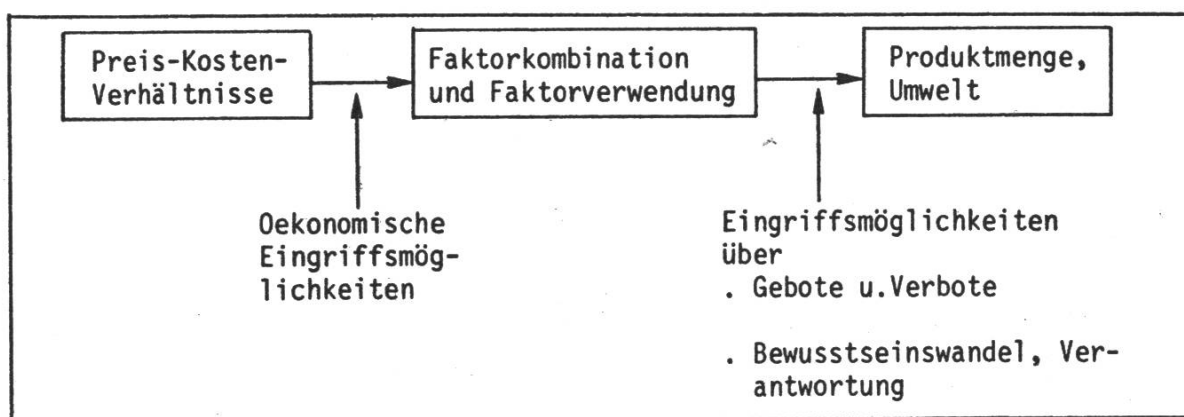 Preis-Kosten-
Verhältnisse
Faktorkombination
und Faktorverwendung
Produktmenge,
Umwelt
Oekonomische
Eingriffsmög-
lichkeiten
Eingriffsmöglichkeiten
über
. Gebote u.Verbote
. Bewusstseinswandel, Ver-
antwortung